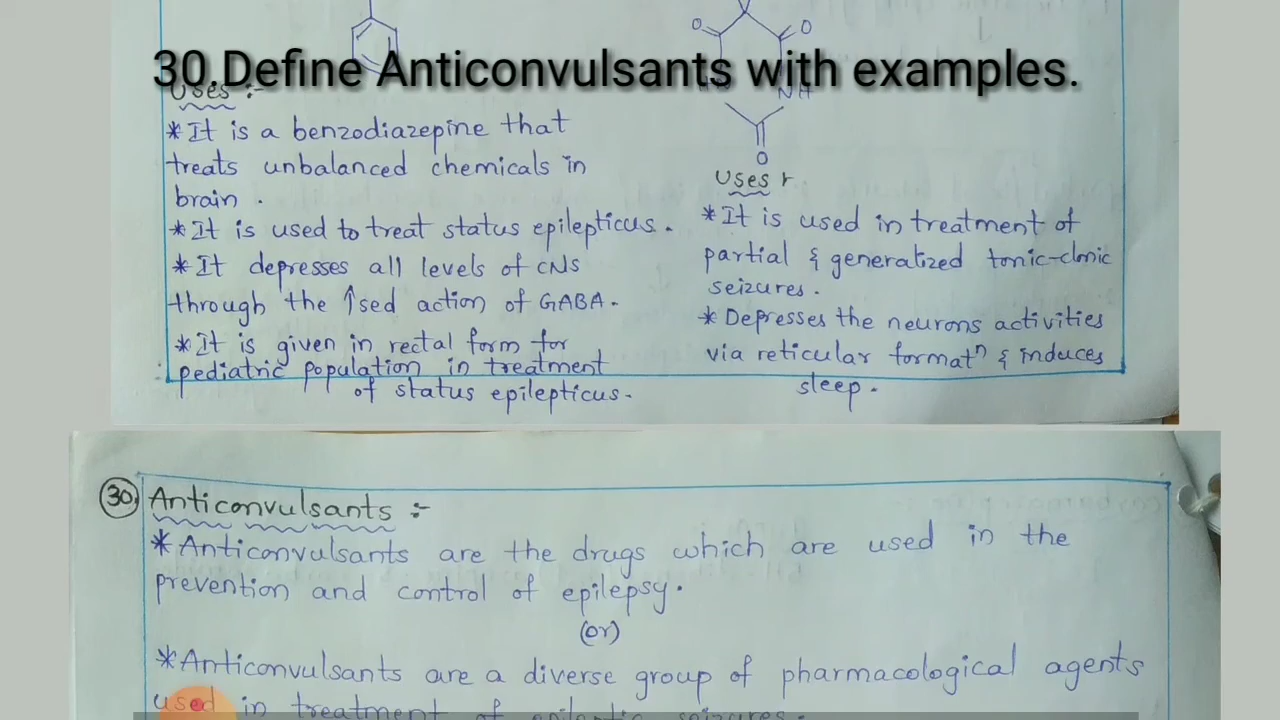 30.Define Anticonvulsants with examples.
O
O
NH
O
Uses :-
*It is a benzodiazepine that
treats unbalanced chemicals in
brain .
*It is used to treat status epilepticus.
*It depresses all levels of CNS
through the ↑sed action of GABA.
*It is given in rectal form for
pediatric population in treatment
of status epilepticus.
Uses
*It is used in treatment of
partial & generalized tonic-clonic
seizures.
*Depresses the neurons activities
via reticular formatⁿ & induces
sleep.
30 Anticonvulsants :-
*Anticonvulsants are the drugs which are used in the
prevention and control of epilepsy.
(or)
*Anticonvulsants are a diverse group of pharmacological agents
used in treatment of epileptic seizures.